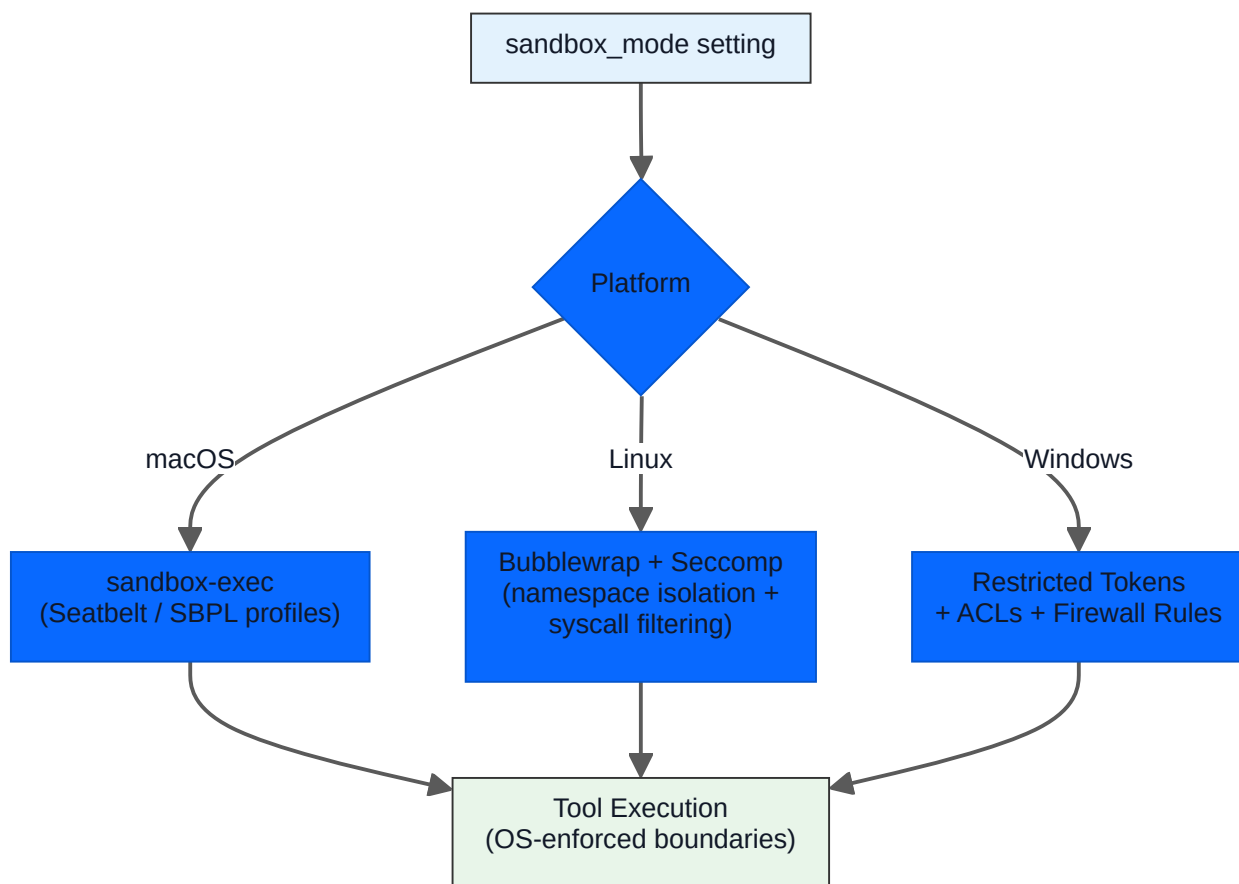 sandbox_mode setting
Platform
macOS
Linux
Windows
sandbox-exec
(Seatbelt / SBPL profiles)
Bubblewrap + Seccomp
(namespace isolation +
syscall filtering)
Restricted Tokens
+ ACLs + Firewall Rules
Tool Execution
(OS-enforced boundaries)